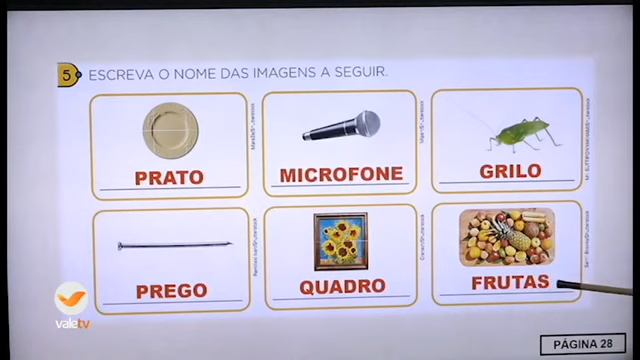 5 ESCREVA O NOME DAS IMAGENS A SEGUIR.
PRATO
MICROFONE
GRILO
PREGO
QUADRO
FRUTAS
valetv
PÁGINA 28